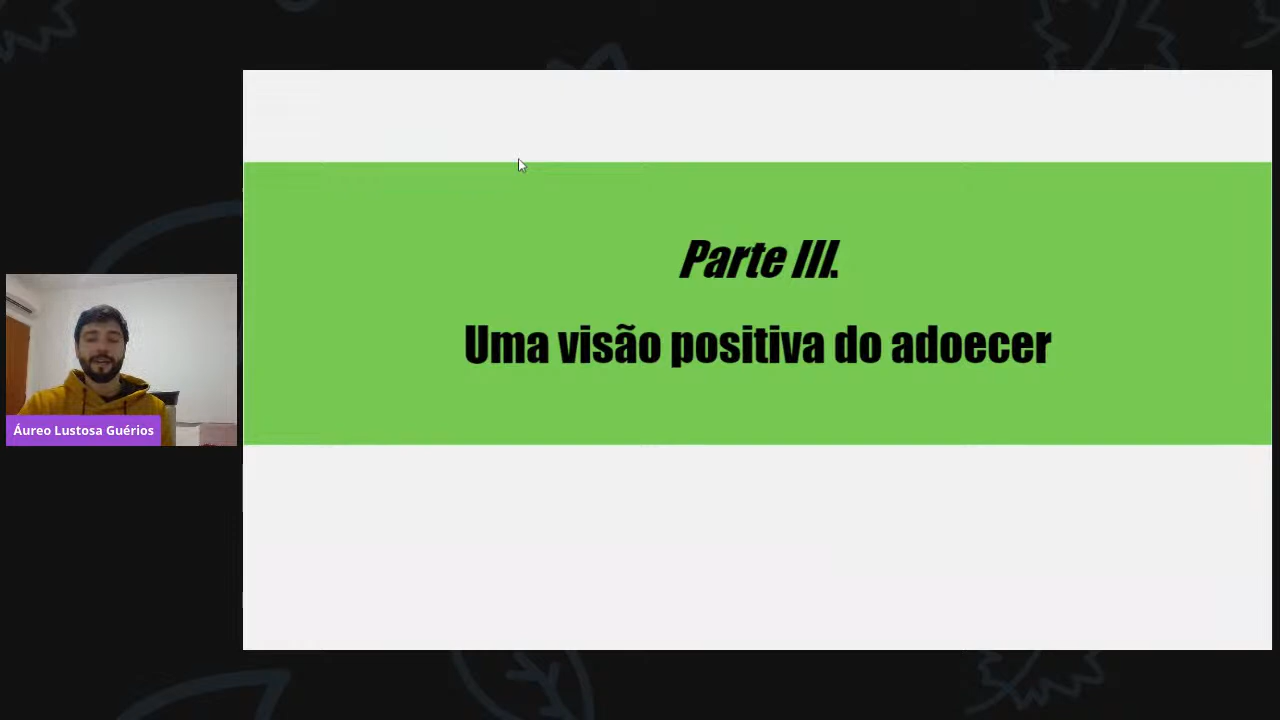 Parte III.
Uma visão positiva do adoecer
Áureo Lustosa Guérios